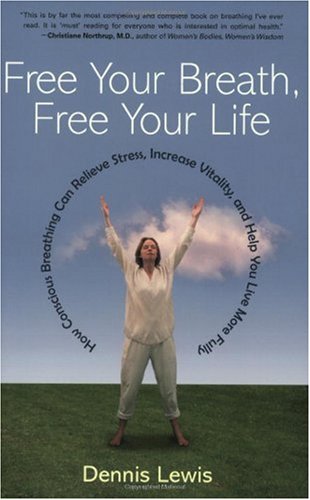 "This is by far the most compelling and complete book on breathing I've ever
read. It is 'must' reading for everyone who is interested in optimal health."
– Christiane Northrup, M.D., author of Women's Bodies, Women's Wisdom
Free Your Breath,
Free Your Life
How Conscious Breathing Can Relieve Stress, Increase Vitality, and Help You Live More Fully
Dennis Lewis